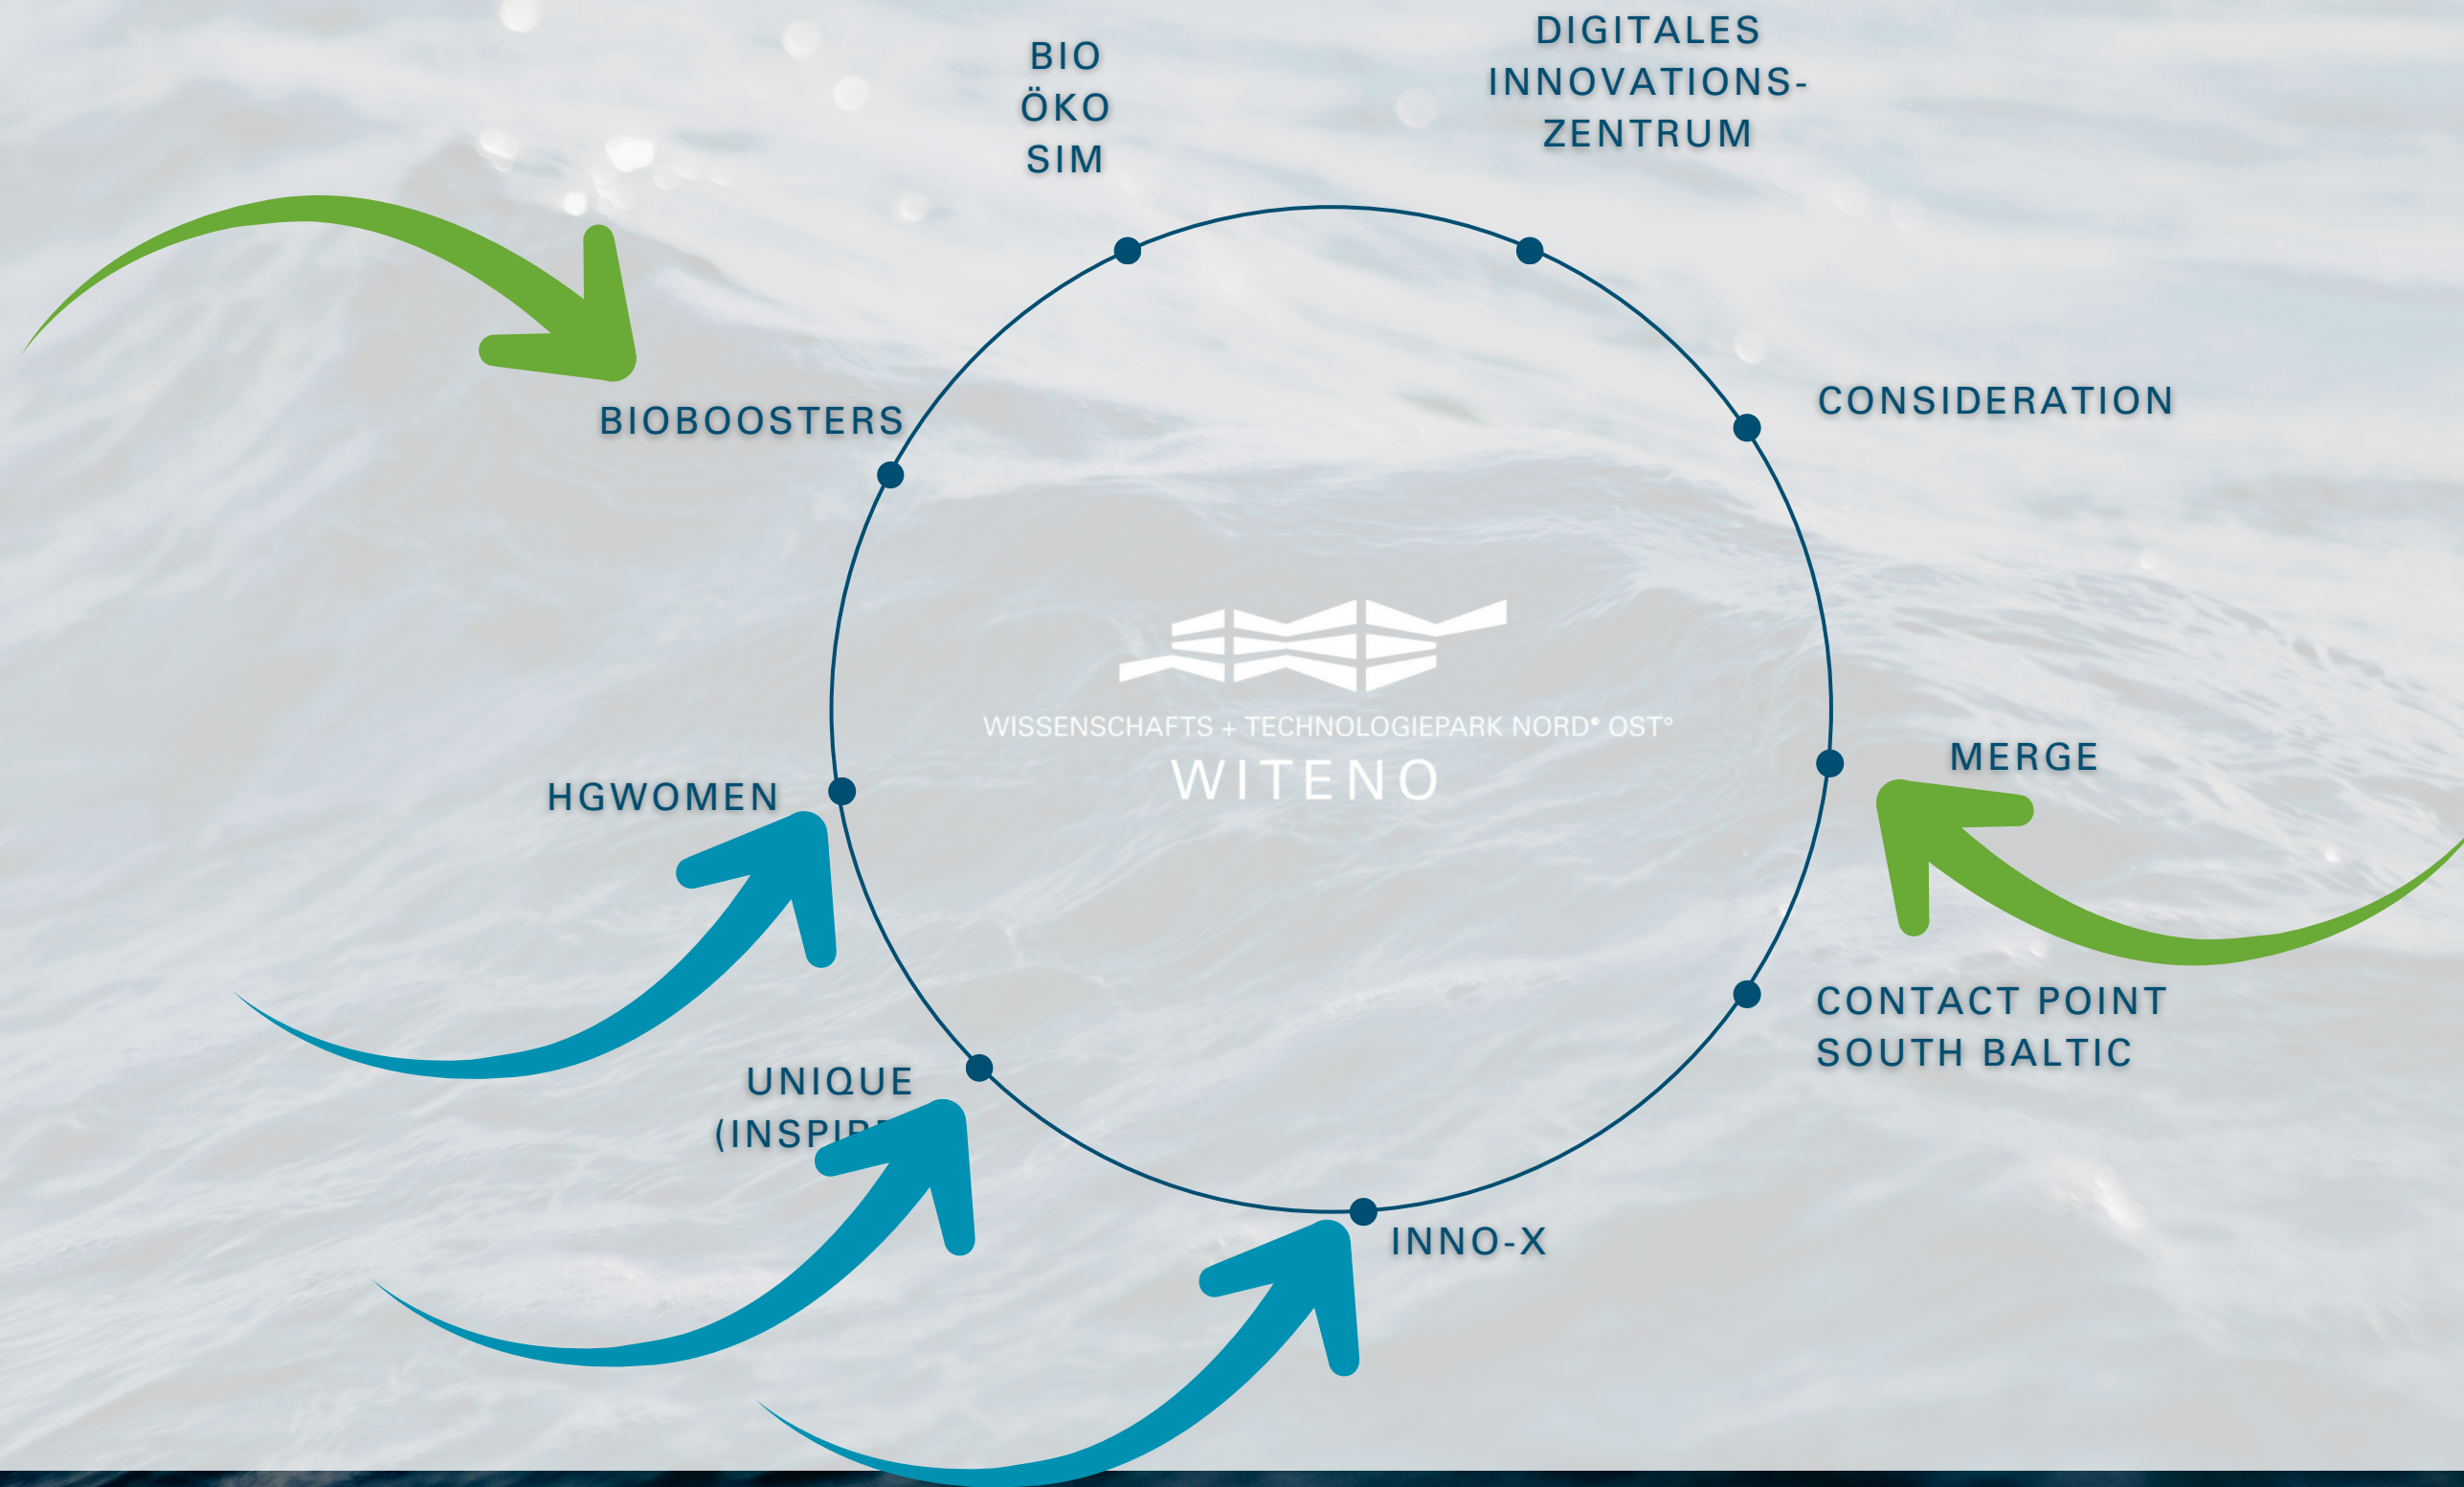 BIO
ÖKO
SIM
DIGITALES
INNOVATIONS-
ZENTRUM
CONSIDERATION
BIOBOOSTERS
WISSENSCHAFTS + TECHNOLOGIEPARK NORD° OST°
WITENO
MERGE
HGWOMEN
CONTACT POINT
SOUTH BALTIC
UNIQUE
INNO-X